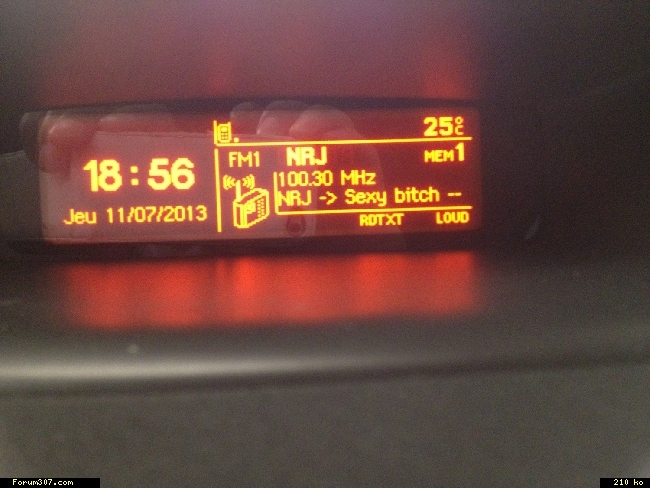 25°C
18:56
Jeu 11/07/2013
FM1 NRJ MEM1
100.30 MHz
NRJ -> Sexy bitch --
RDTXT LOUD
Forum307.com
210 ko